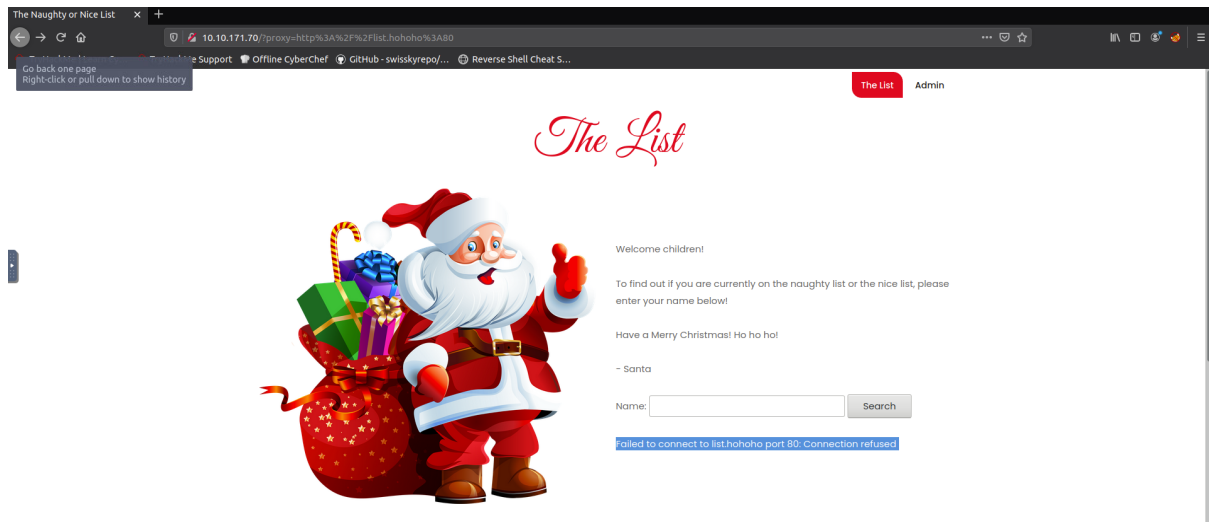 The Naughty or Nice List
10.10.171.70/?proxy=http%3A%2F%2Flist.hohoho%3A80
Support Offline CyberChef GitHub - swisskyrepo/... Reverse Shell Cheat S...
Go back one page
Right-click or pull down to show history
The List Admin
The List
Welcome children!
To find out if you are currently on the naughty list or the nice list, please
enter your name below!
Have a Merry Christmas! Ho ho ho!
- Santa
Name: Search
Failed to connect to list.hohoho port 80: Connection refused